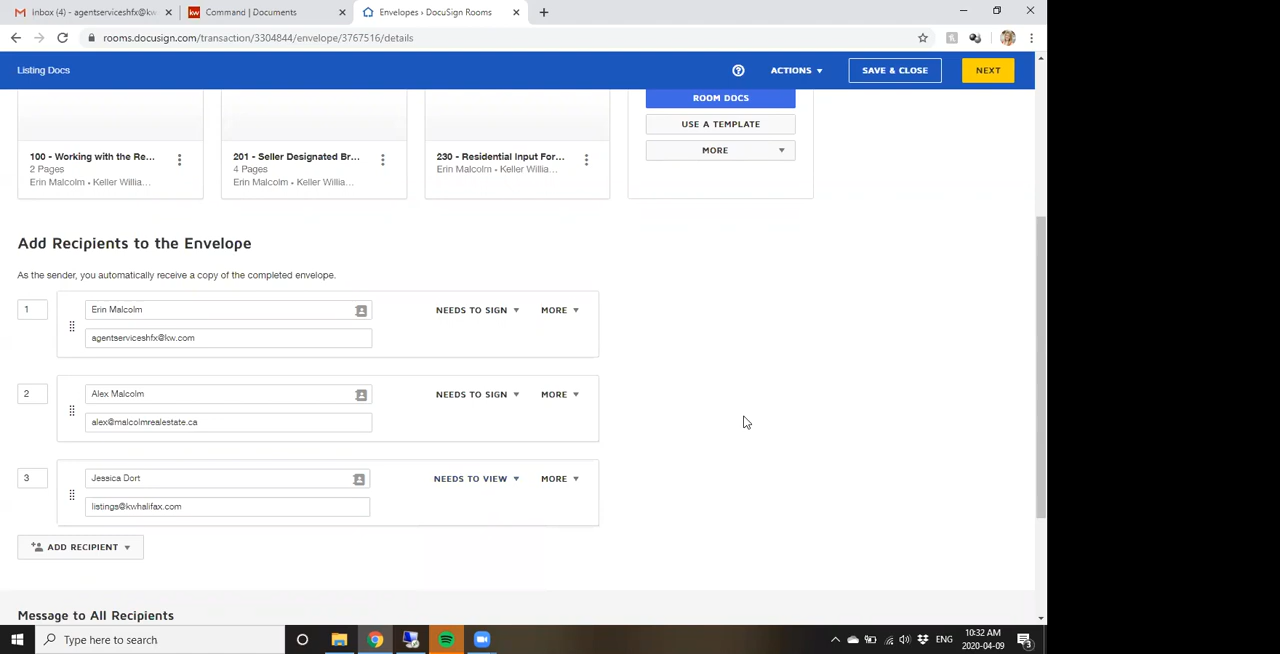 inbox (4) - agentserviceshfx@kw
Command | Documents
Envelopes › DocuSign Rooms
rooms.docusign.com/transaction/3304844/envelope/3767516/details
Listing Docs
ACTIONS
SAVE & CLOSE
NEXT
ROOM DOCS
USE A TEMPLATE
MORE
100 - Working with the Re...
2 Pages
Erin Malcolm • Keller Willia...
201 - Seller Designated Br...
4 Pages
Erin Malcolm • Keller Willia...
230 - Residential Input For...
Erin Malcolm • Keller Willia...
Add Recipients to the Envelope
As the sender, you automatically receive a copy of the completed envelope.
1
Erin Malcolm
NEEDS TO SIGN
MORE
agentserviceshfx@kw.com
2
Alex Malcolm
NEEDS TO SIGN
MORE
alex@malcolmrealestate.ca
3
Jessica Dort
NEEDS TO VIEW
MORE
listings@kwhalifax.com
ADD RECIPIENT
Message to All Recipients
Type here to search
ENG
10:32 AM
2020-04-09
3